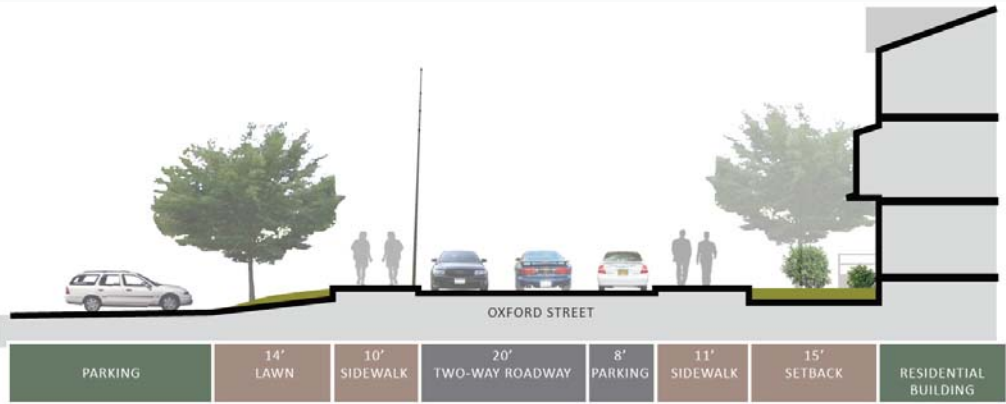 OXFORD STREET
PARKING
14'
LAWN
10'
SIDEWALK
20'
TWO-WAY ROADWAY
8'
PARKING
11'
SIDEWALK
15'
SETBACK
RESIDENTIAL
BUILDING